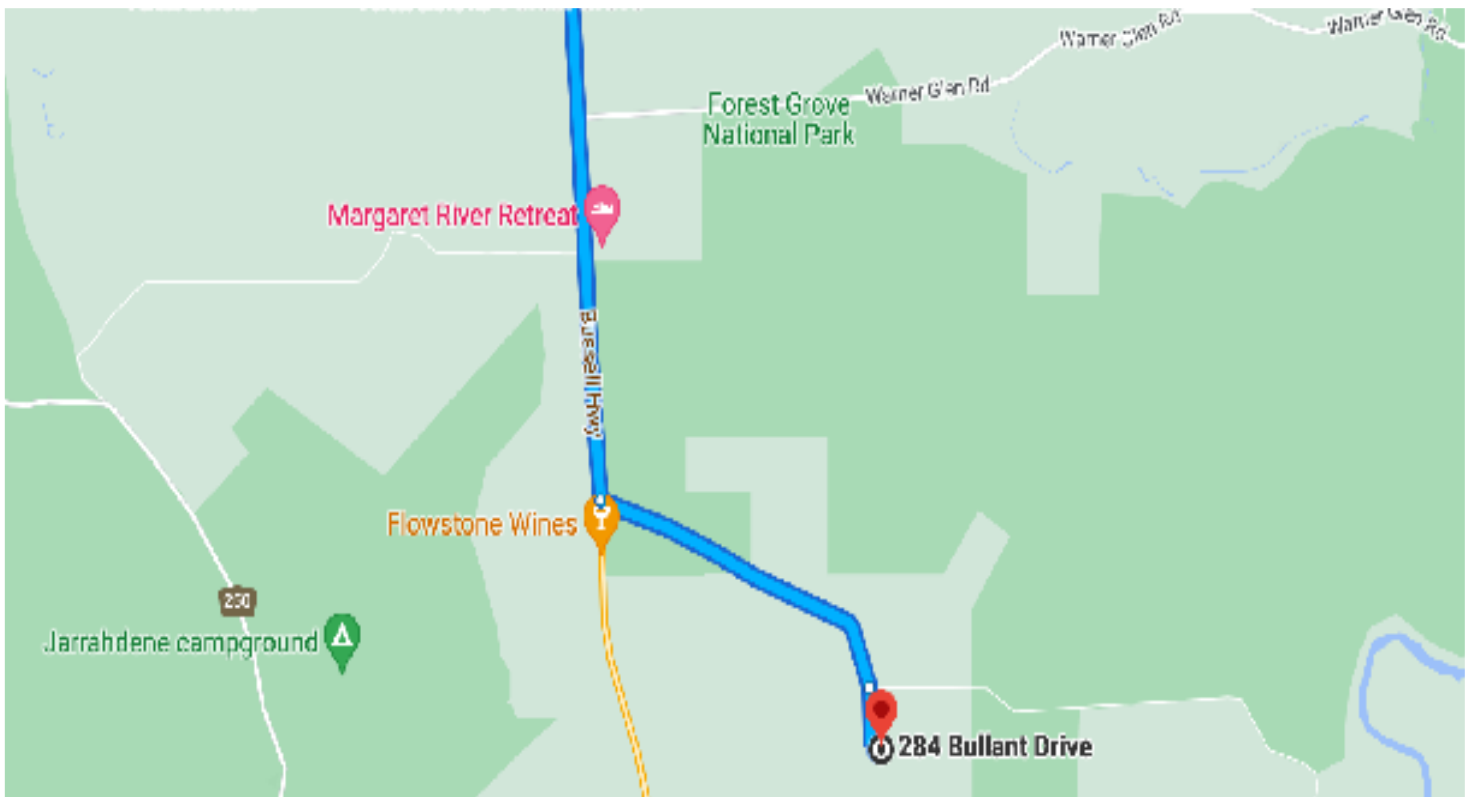 Warner Glen Rd
Warner Glen Rd
Warner Glen Rd
Forest Grove
National Park
Margaret River Retreat
Bussell Hwy
Flowstone Wines
250
Jarrahdene campground
284 Bullant Drive